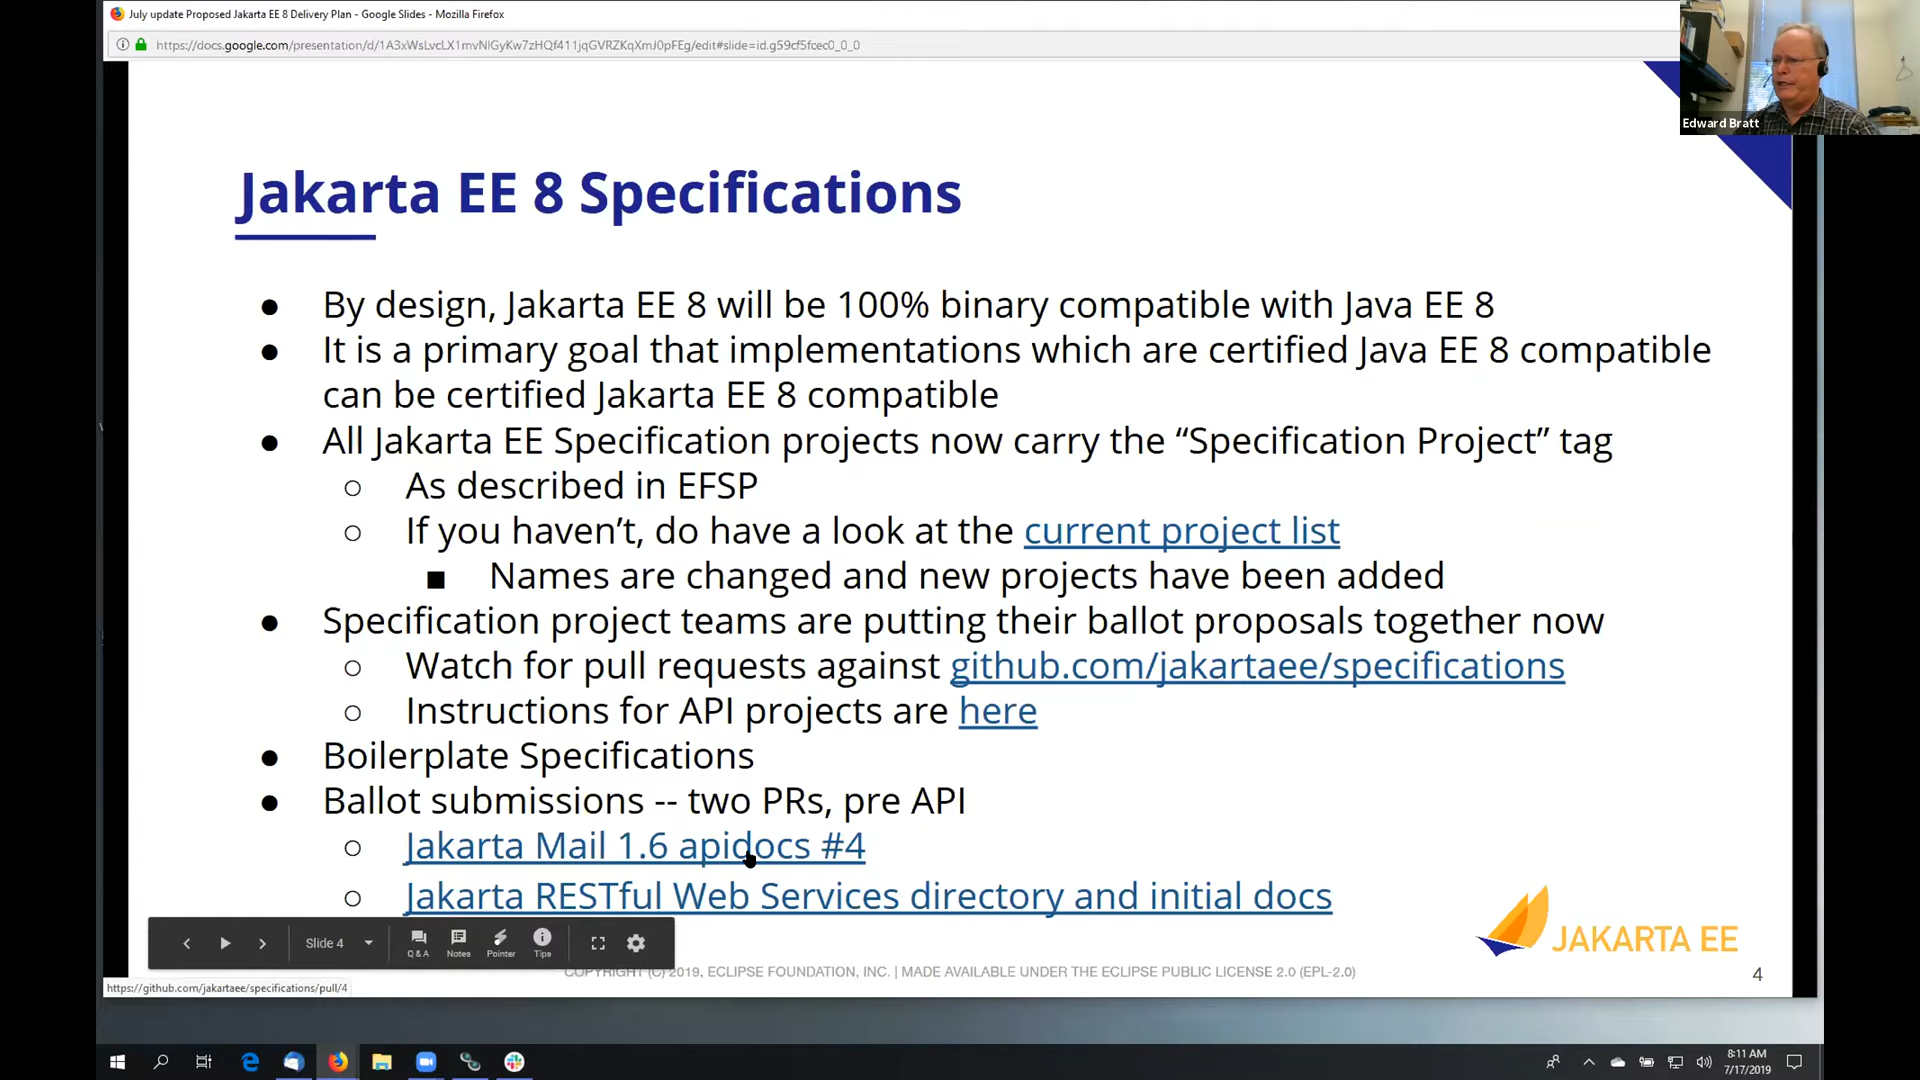 July update Proposed Jakarta EE 8 Delivery Plan - Google Slides - Mozilla Firefox
https://docs.google.com/presentation/d/1A3xWsLvcLX1mvNlGyKw7zHQf411jqGVRZKqXmJ0pFEg/edit#slide=id.g59cf5fcec0_0_0
Edward Bratt
Jakarta EE 8 Specifications
● By design, Jakarta EE 8 will be 100% binary compatible with Java EE 8
● It is a primary goal that implementations which are certified Java EE 8 compatible
can be certified Jakarta EE 8 compatible
● All Jakarta EE Specification projects now carry the “Specification Project” tag
○ As described in EFSP
○ If you haven’t, do have a look at the current project list
■ Names are changed and new projects have been added
● Specification project teams are putting their ballot proposals together now
○ Watch for pull requests against github.com/jakartaee/specifications
○ Instructions for API projects are here
● Boilerplate Specifications
● Ballot submissions -- two PRs, pre API
○ Jakarta Mail 1.6 apidocs #4
○ Jakarta RESTful Web Services directory and initial docs
JAKARTA EE
Slide 4
Q & A Notes Pointer Tips
COPYRIGHT (C) 2019, ECLIPSE FOUNDATION, INC. | MADE AVAILABLE UNDER THE ECLIPSE PUBLIC LICENSE 2.0 (EPL-2.0)
4
https://github.com/jakartaee/specifications/pull/4
8:11 AM
7/17/2019